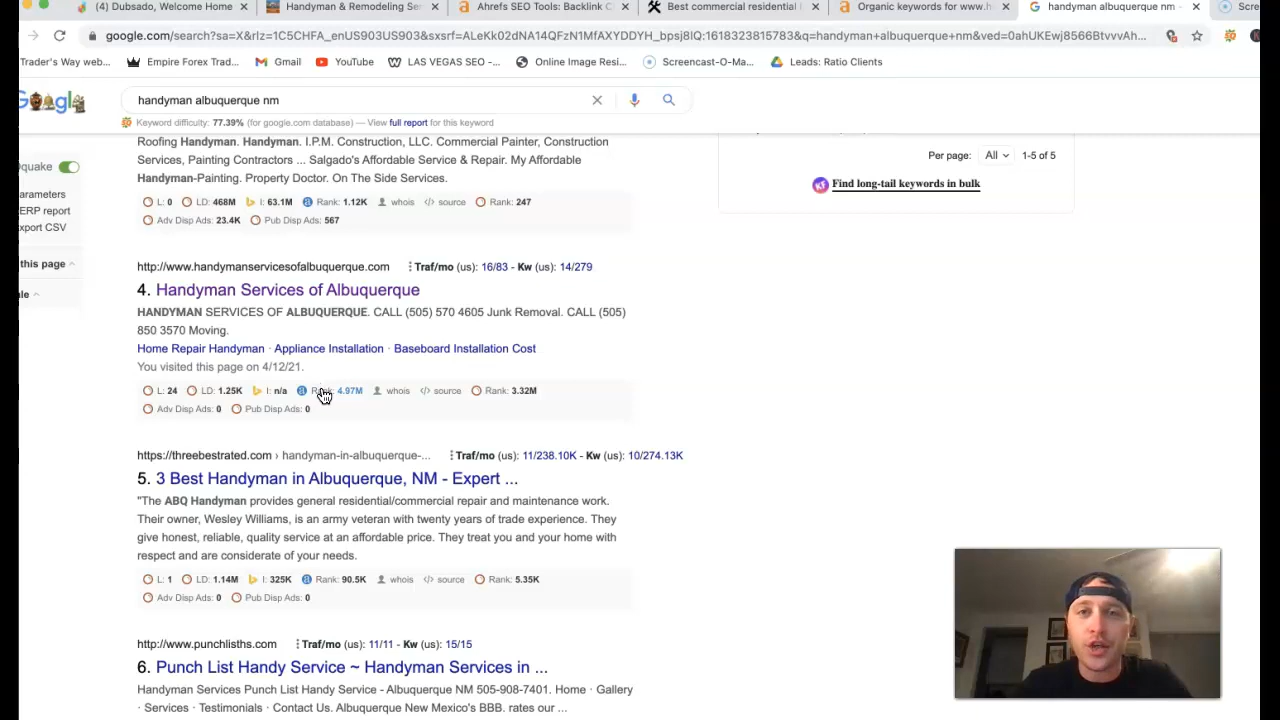 (4) Dubsado, Welcome Home
Handyman & Remodeling Se
Ahrefs SEO Tools: Backlink C
Best commercial residential
Organic keywords for www.h
handyman albuquerque nm -
Scre
google.com/search?sa=X&rlz=1C5CHFA_enUS903US903&sxsrf=ALeKk02dNA14QFzN1MfAXYDDYH_bpsj8lQ:1618323815783&q=handyman+albuquerque+nm&ved=0ahUKEwj8566BtvvvAh...
Trader's Way web...
Empire Forex Trad...
Gmail
YouTube
LAS VEGAS SEO -...
Online Image Resi...
Screencast-O-Ma...
Leads: Ratio Clients
handyman albuquerque nm
Keyword difficulty: 77.39% (for google.com database) — View full report for this keyword
Roofing Handyman. Handyman. I.P.M. Construction, LLC. Commercial Painter, Construction
Services, Painting Contractors ... Salgado's Affordable Service & Repair. My Affordable
Handyman-Painting. Property Doctor. On The Side Services.
L: 0 LD: 468M I: 63.1M Rank: 1.12K whois </> source Rank: 247
Adv Disp Ads: 23.4K Pub Disp Ads: 567
Per page: All 1-5 of 5
Find long-tail keywords in bulk
quake
arameters
ERP report
xport CSV
this page
le
http://www.handymanservicesofalbuquerque.com Traf/mo (us): 16/83 - Kw (us): 14/279
4. Handyman Services of Albuquerque
HANDYMAN SERVICES OF ALBUQUERQUE. CALL (505) 570 4605 Junk Removal. CALL (505)
850 3570 Moving.
Home Repair Handyman · Appliance Installation · Baseboard Installation Cost
You visited this page on 4/12/21.
L: 24 LD: 1.25K I: n/a 4.97M whois </> source Rank: 3.32M
Adv Disp Ads: 0 Pub Disp Ads: 0
https://threebestrated.com › handyman-in-albuquerque-... Traf/mo (us): 11/238.10K - Kw (us): 10/274.13K
5. 3 Best Handyman in Albuquerque, NM - Expert ...
"The ABQ Handyman provides general residential/commercial repair and maintenance work.
Their owner, Wesley Williams, is an army veteran with twenty years of trade experience. They
give honest, reliable, quality service at an affordable price. They treat you and your home with
respect and are considerate of your needs.
L: 1 LD: 1.14M I: 325K Rank: 90.5K whois </> source Rank: 5.35K
Adv Disp Ads: 0 Pub Disp Ads: 0
http://www.punchlisths.com Traf/mo (us): 11/11 - Kw (us): 15/15
6. Punch List Handy Service ~ Handyman Services in ...
Handyman Services Punch List Handy Service - Albuquerque NM 505-908-7401. Home · Gallery
· Services · Testimonials · Contact Us. Albuquerque New Mexico's BBB. rates our ...